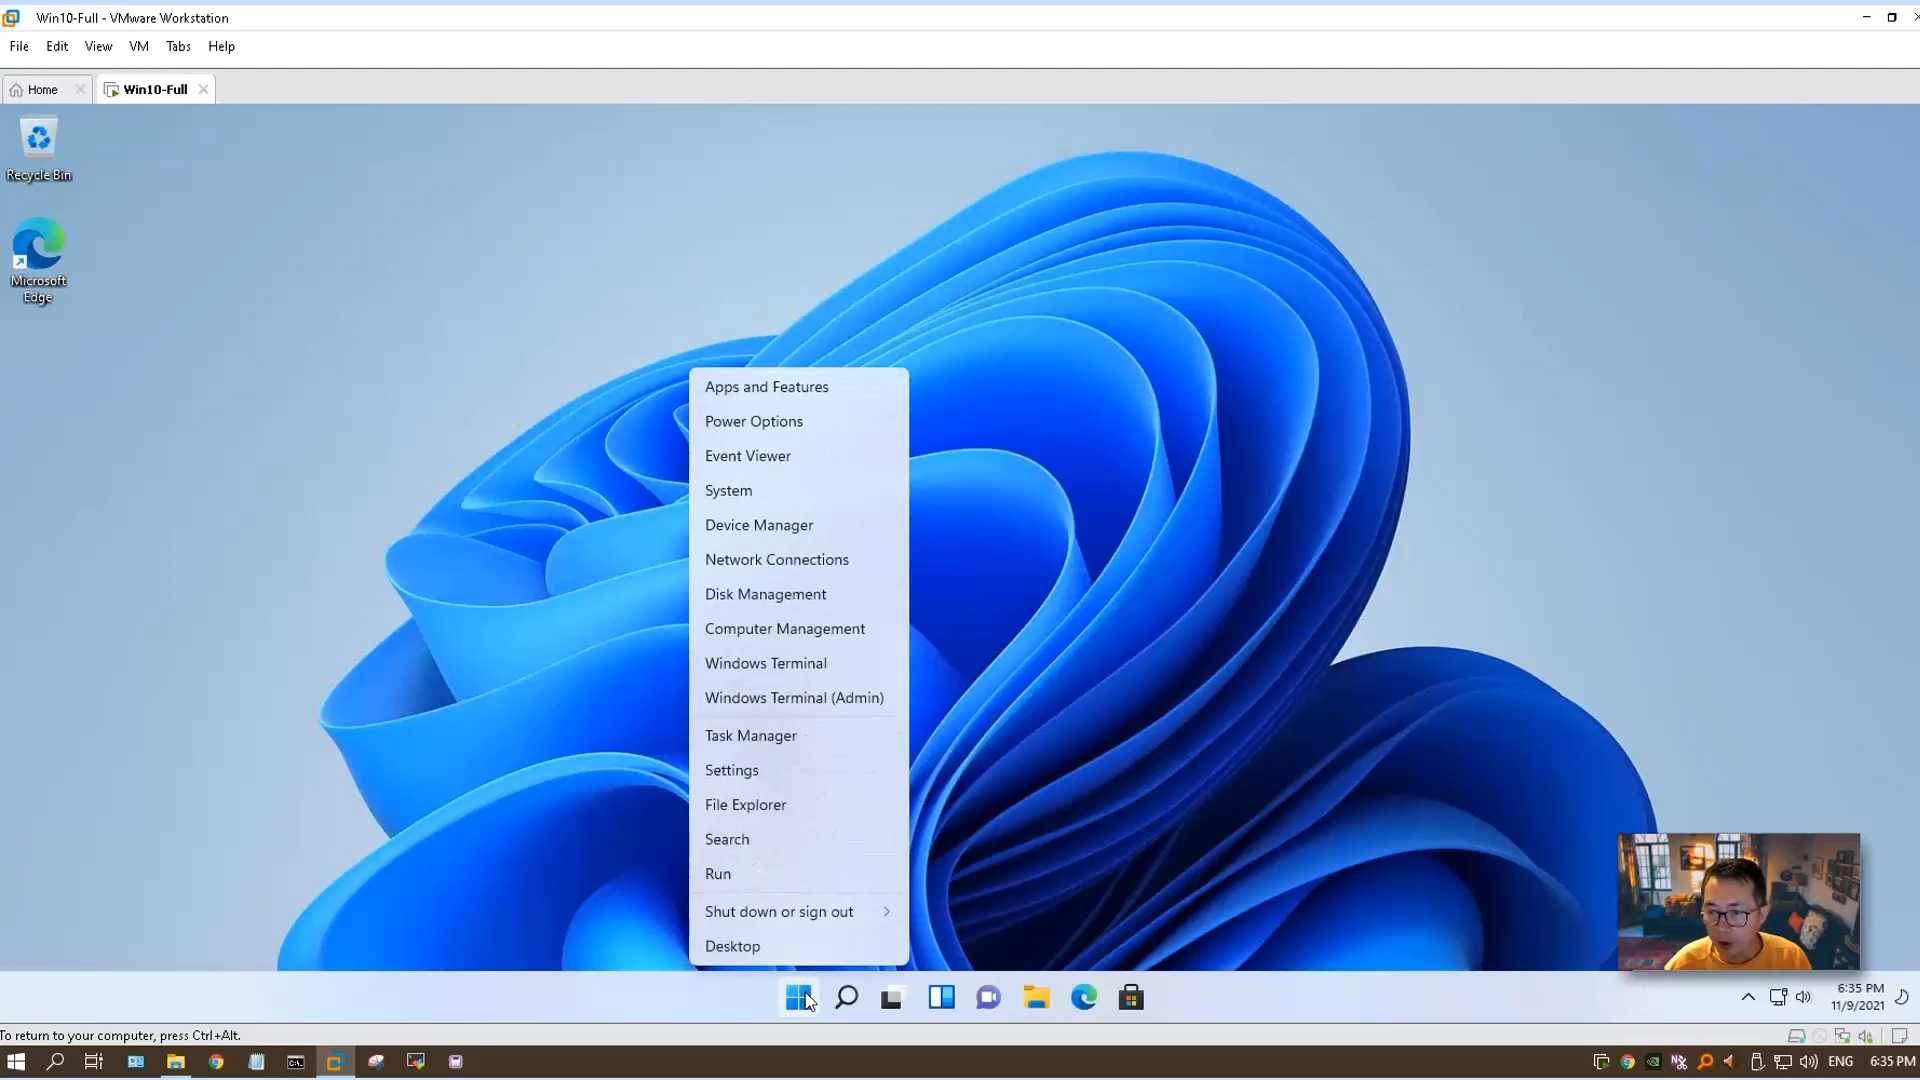 Win10-Full - VMware Workstation
File Edit View VM Tabs Help
Home
Win10-Full
Recycle Bin
Microsoft
Edge
Apps and Features
Power Options
Event Viewer
System
Device Manager
Network Connections
Disk Management
Computer Management
Windows Terminal
Windows Terminal (Admin)
Task Manager
Settings
File Explorer
Search
Run
Shut down or sign out
Desktop
6:35 PM
11/9/2021
To return to your computer, press Ctrl+Alt.
ENG 6:35 PM